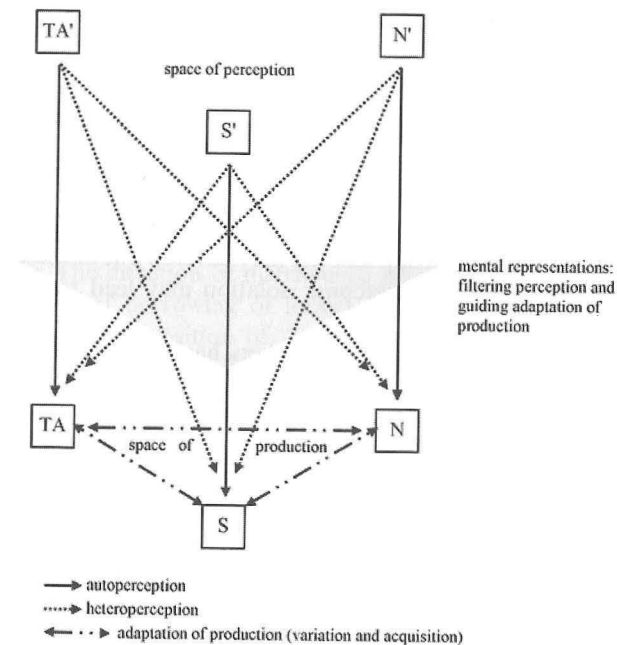 TA'
N'
space of perception
S'
mental representations:
filtering perception and
guiding adaptation of
production
TA
N
space of production
S
autoperception
heteroperception
adaptation of production (variation and acquisition)